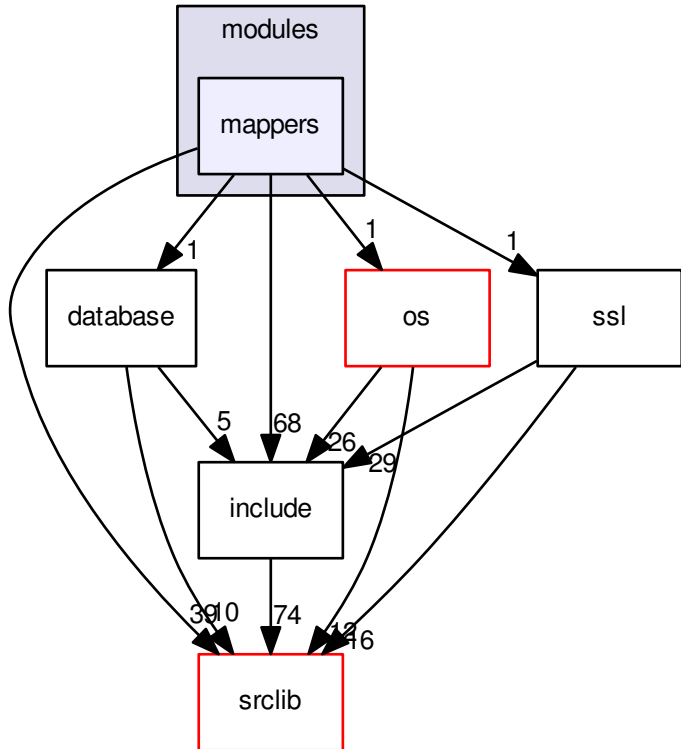 modules
mappers
1
1
1
database
os
ssl
5
68
26
29
include
39
10
74
12
16
srclib